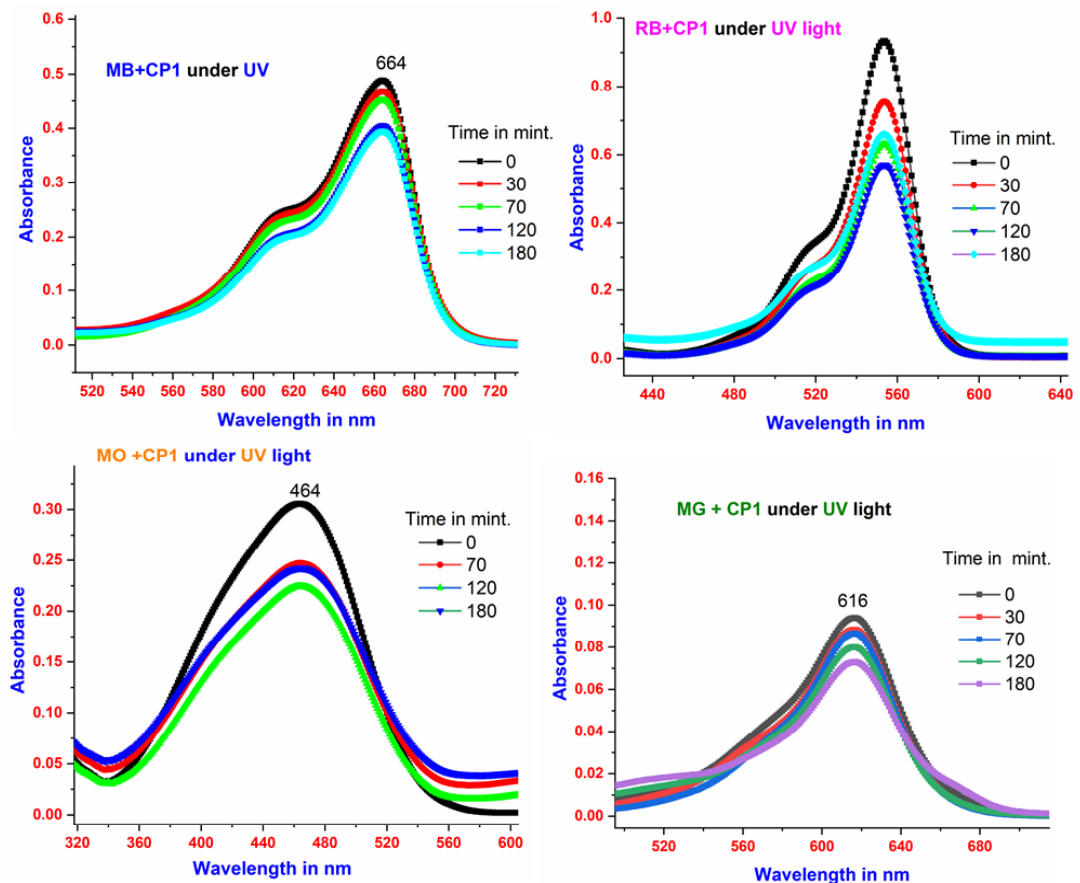 MB+CP1 under UV
664
Time in mint.
0
30
70
120
180
0.6
0.5
0.4
0.3
0.2
0.1
0.0
Absorbance
520 540 560 580 600 620 640 660 680 700 720
Wavelength in nm
RB+CP1 under UV light
Time in mint.
0
30
70
120
180
1.0
0.8
0.6
0.4
0.2
0.0
Absorbance
440 480 520 560 600 640
Wavelength in nm
MO +CP1 under UV light
464
Time in mint.
0
70
120
180
0.30
0.25
0.20
0.15
0.10
0.05
0.00
Absorbance
320 360 400 440 480 520 560 600
Wavelength in nm
MG + CP1 under UV light
616
Time in mint.
0
30
70
120
180
0.16
0.14
0.12
0.10
0.08
0.06
0.04
0.02
0.00
Absorbance
520 560 600 640 680
Wavelength in nm